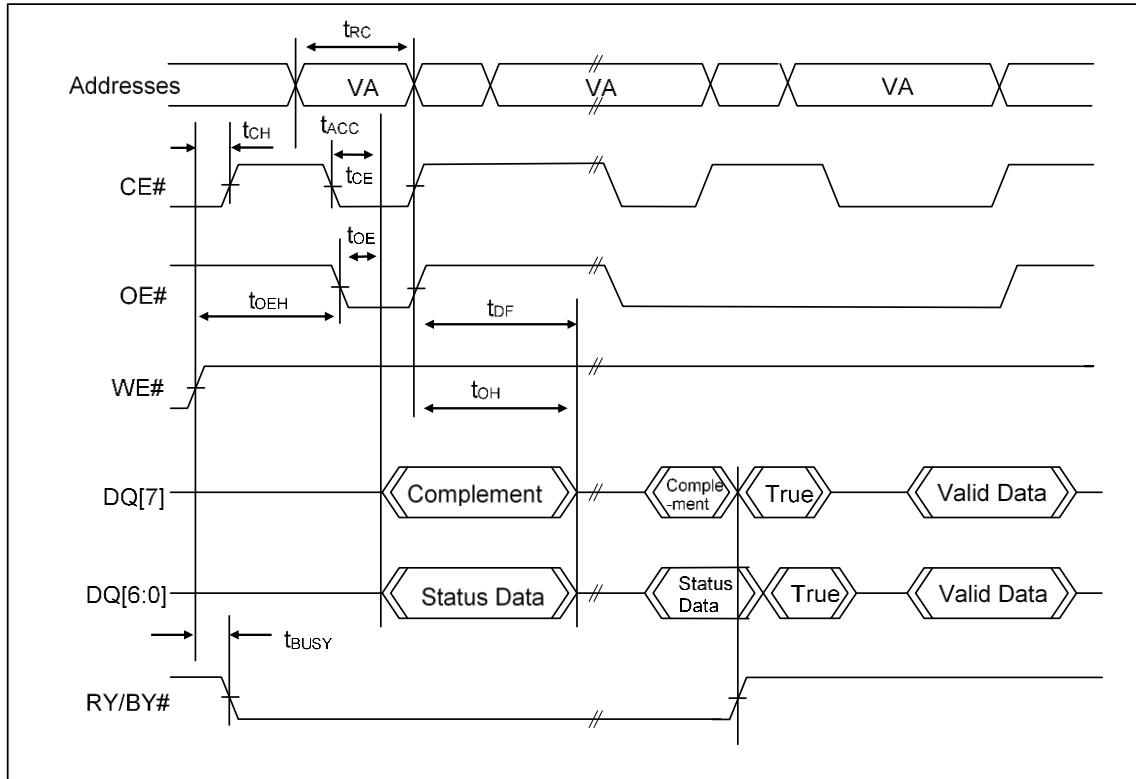 tRC
Addresses VA VA VA
tCH tACC
CE# tCE
tOE
OE#
tOEH tDF
WE#
tOH
DQ[7] Complement Comple True Valid Data
-ment
DQ[6:0] Status Data Status Data True Valid Data
tBUSY
RY/BY#